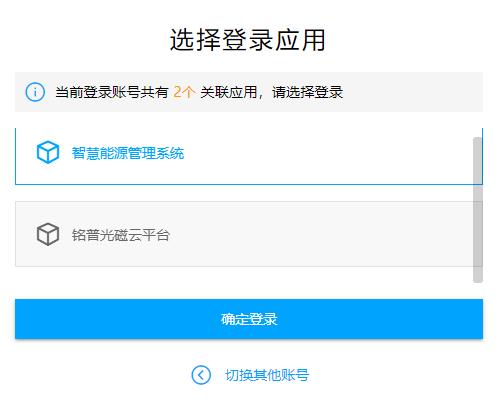 选择登录应用
当前登录账号共有 2个 关联应用，请选择登录
智慧能源管理系统
铭普光磁云平台
确定登录
切换其他账号